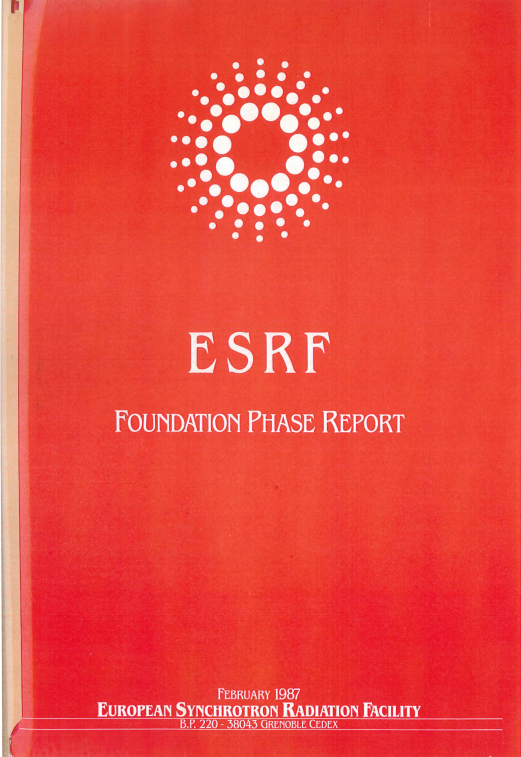 ESRF
FOUNDATION PHASE REPORT
FEBRUARY 1987
EUROPEAN SYNCHROTRON RADIATION FACILITY
B.P. 220 - 38043 GRENOBLE CEDEX